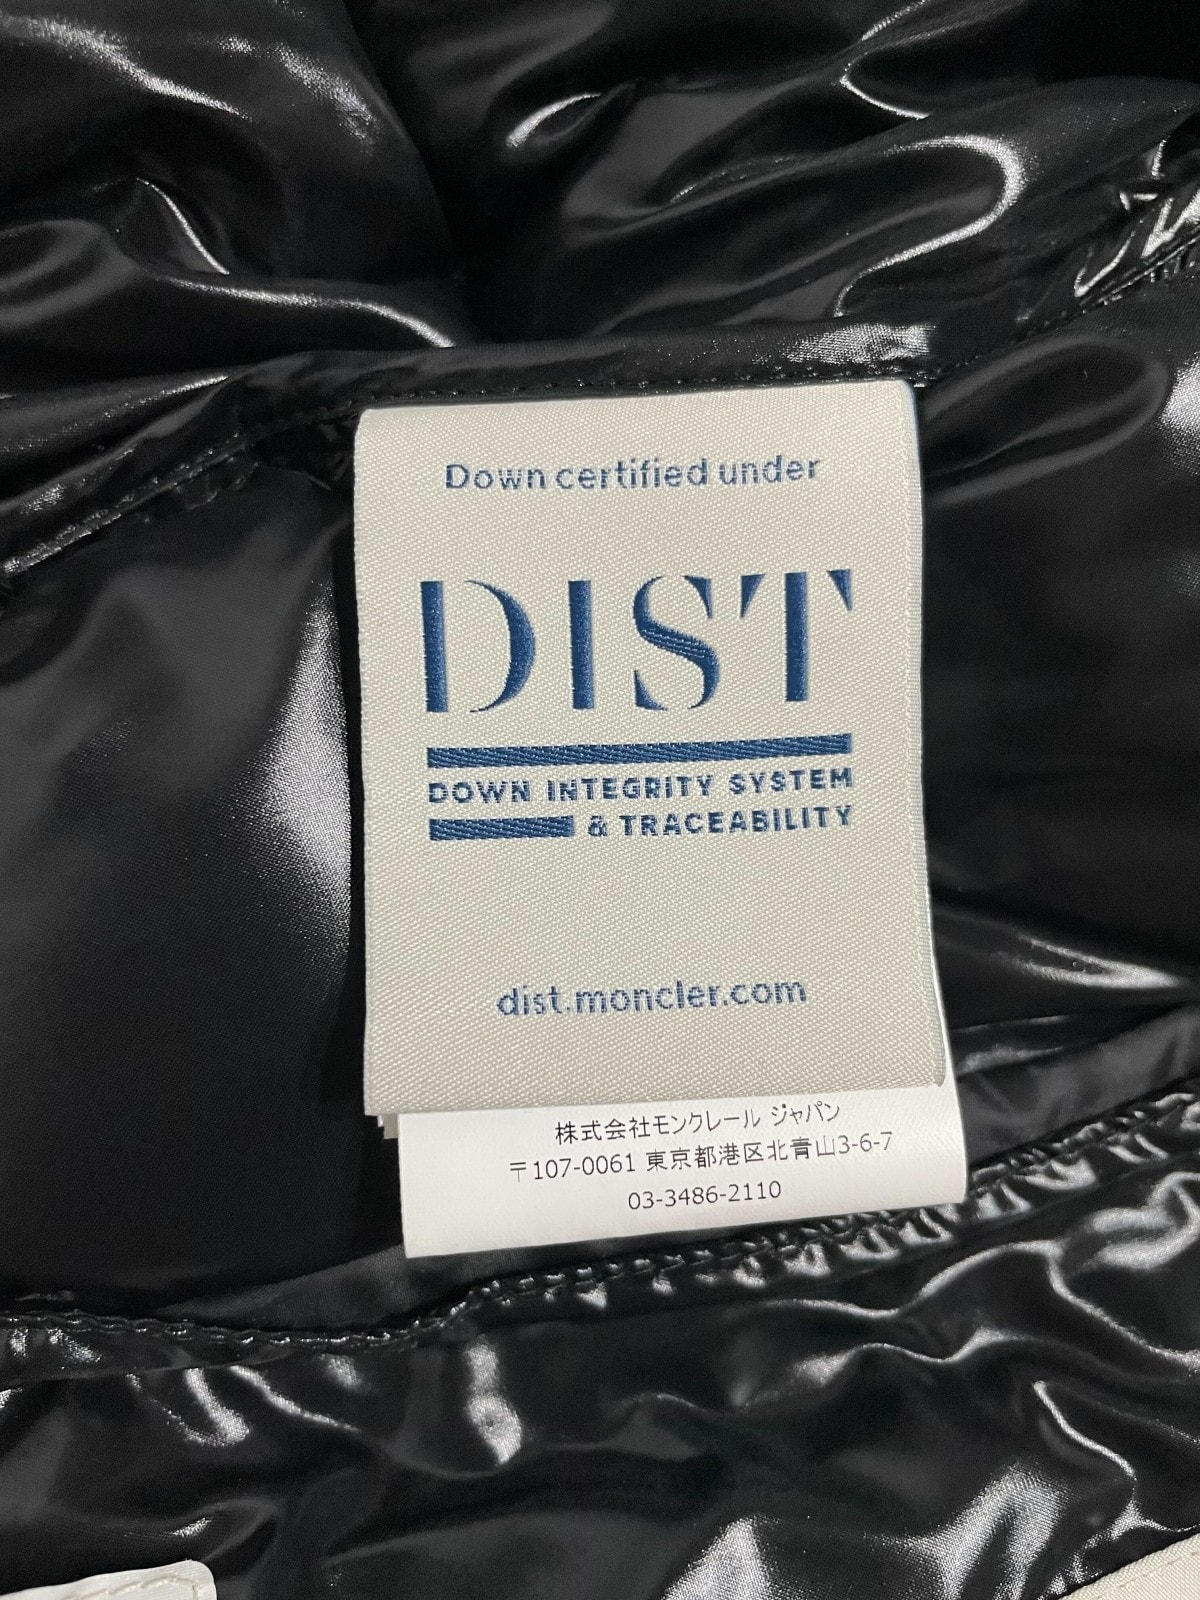 Down certified under
DIST
DOWN INTEGRITY SYSTEM
& TRACEABILITY
dist.moncler.com
株式会社モンクレール ジャパン
〒107-0061 東京都港区北青山3-6-7
03-3486-2110